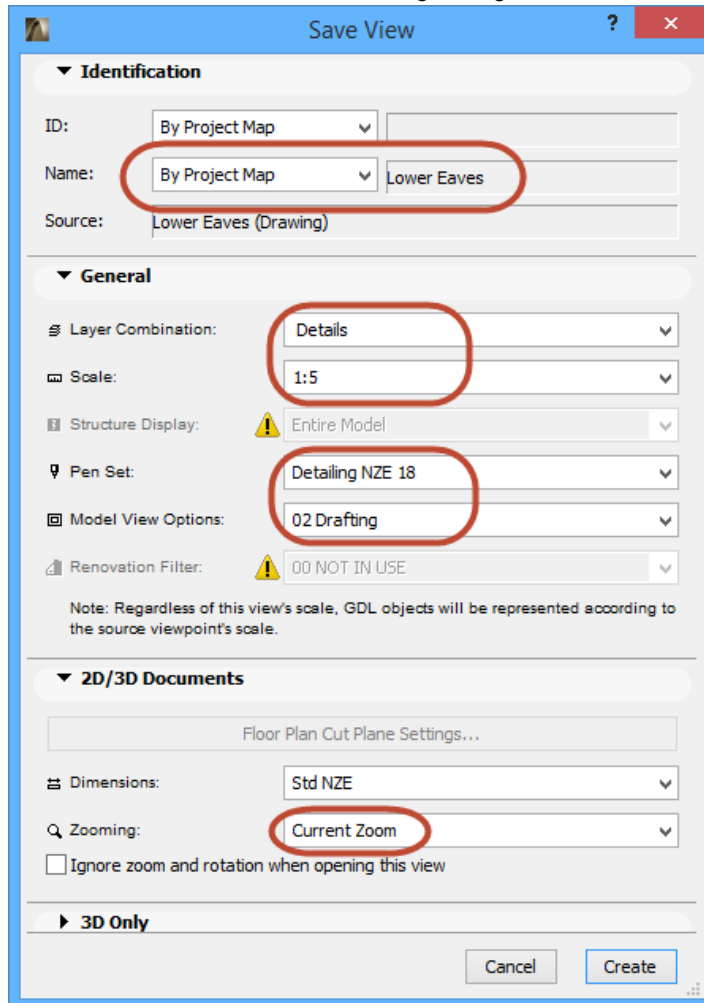 Save View
?
Identification
ID: By Project Map
Name: By Project Map Lower Eaves
Source: Lower Eaves (Drawing)
General
Layer Combination: Details
Scale: 1:5
Structure Display: Entire Model
Pen Set: Detailing NZE 18
Model View Options: 02 Drafting
Renovation Filter: 00 NOT IN USE
Note: Regardless of this view's scale, GDL objects will be represented according to
the source viewpoint's scale.
2D/3D Documents
Floor Plan Cut Plane Settings...
Dimensions: Std NZE
Zooming: Current Zoom
Ignore zoom and rotation when opening this view
3D Only
Cancel Create